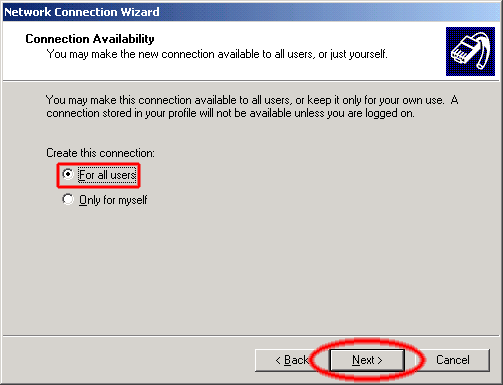 Network Connection Wizard
Connection Availability
You may make the new connection available to all users, or just yourself.
You may make this connection available to all users, or keep it only for your own use. A
connection stored in your profile will not be available unless you are logged on.
Create this connection:
For all users
Only for myself
< Back Next > Cancel